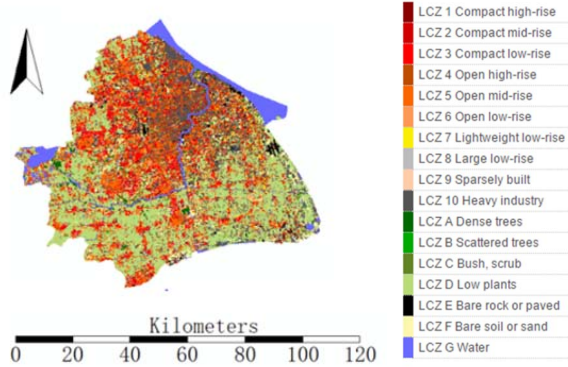 LCZ 1 Compact high-rise
LCZ 2 Compact mid-rise
LCZ 3 Compact low-rise
LCZ 4 Open high-rise
LCZ 5 Open mid-rise
LCZ 6 Open low-rise
LCZ 7 Lightweight low-rise
LCZ 8 Large low-rise
LCZ 9 Sparsely built
LCZ 10 Heavy industry
LCZ A Dense trees
LCZ B Scattered trees
LCZ C Bush, scrub
LCZ D Low plants
LCZ E Bare rock or paved
LCZ F Bare soil or sand
LCZ G Water
Kilometers
0 20 40 60 80 100 120